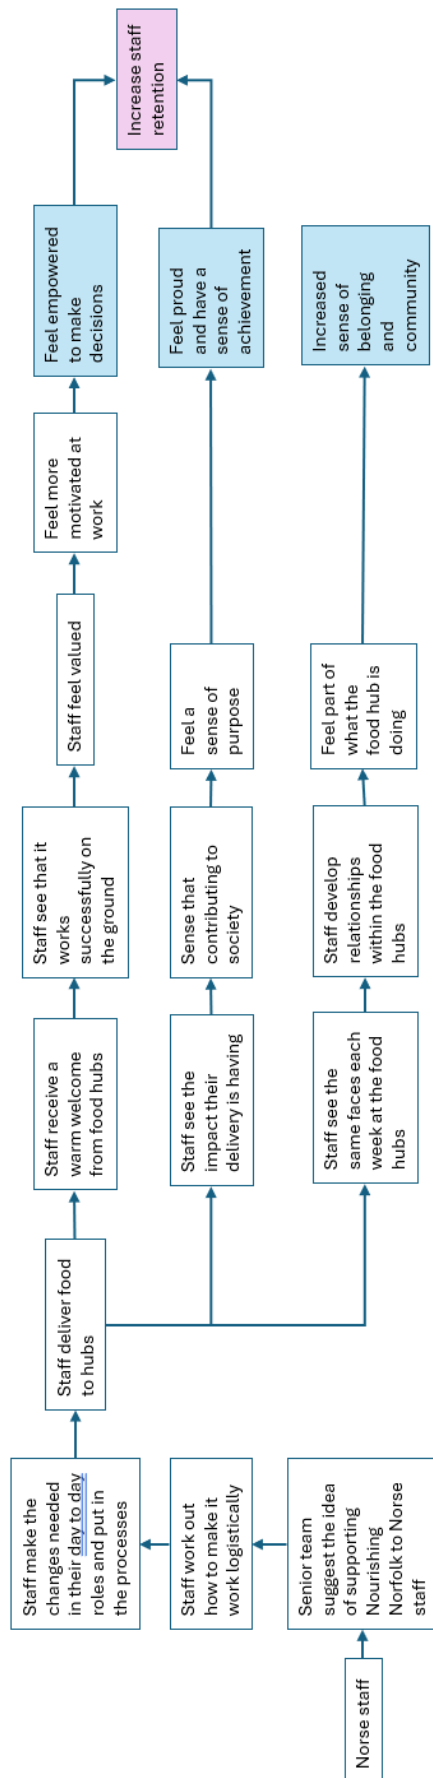 Norse staff
Senior team
suggest the idea
of supporting
Nourishing
Norfolk to Norse
staff
Staff work out
how to make it
work logistically
Staff make the
changes needed
in their day to day
roles and put in
the processes
Staff deliver food
to hubs
Staff receive a
warm welcome
from food hubs
Staff see that it
works
successfully on
the ground
Staff feel valued
Feel more
motivated at
work
Feel empowered
to make
decisions
Staff see the
impact their
delivery is having
Sense that
contributing to
society
Feel a
sense of
purpose
Feel proud
and have a
sense of
achievement
Increase staff
retention
Staff see the
same faces each
week at the food
hubs
Staff develop
relationships
within the food
hubs
Feel part of
what the
food hub is
doing
Increased
sense of
belonging
and
community